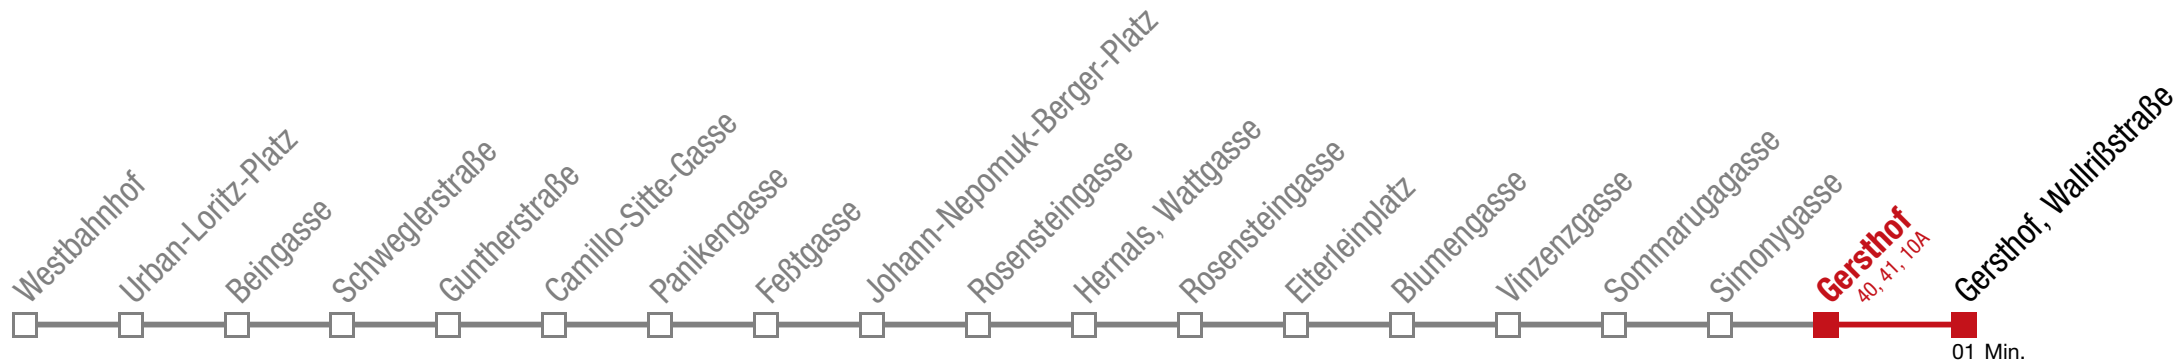 Westbahnhof
Urban-Loritz-Platz
Beingasse
Schweglerstraße
Guntherstraße
Camillo-Sitte-Gasse
Panikengasse
Feßtgasse
Johann-Nepomuk-Berger-Platz
Rosensteingasse
Hernals, Wattgasse
Rosensteingasse
Elterleinplatz
Blumengasse
Vinzenzgasse
Sommarugagasse
Simonygasse
Gersthof
40, 41, 10A
Gersthof, Wallrißstraße
01 Min.